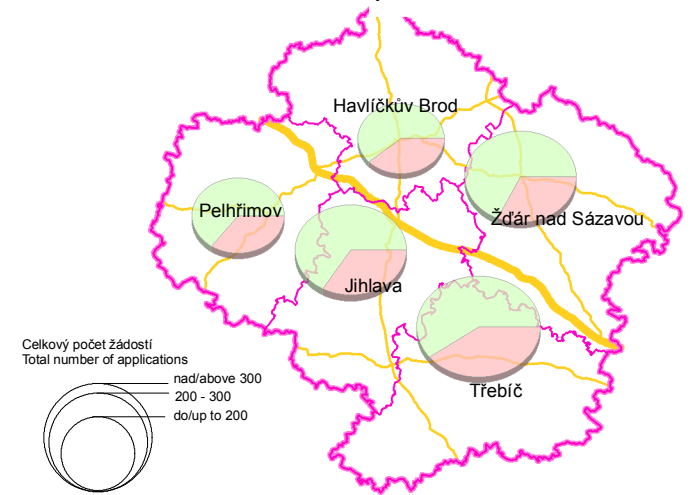 Havlíčkův Brod
Pelhřimov
Žďár nad Sázavou
Jihlava
Třebíč
Celkový počet žádostí
Total number of applications
nad/above 300
200 - 300
do/up to 200